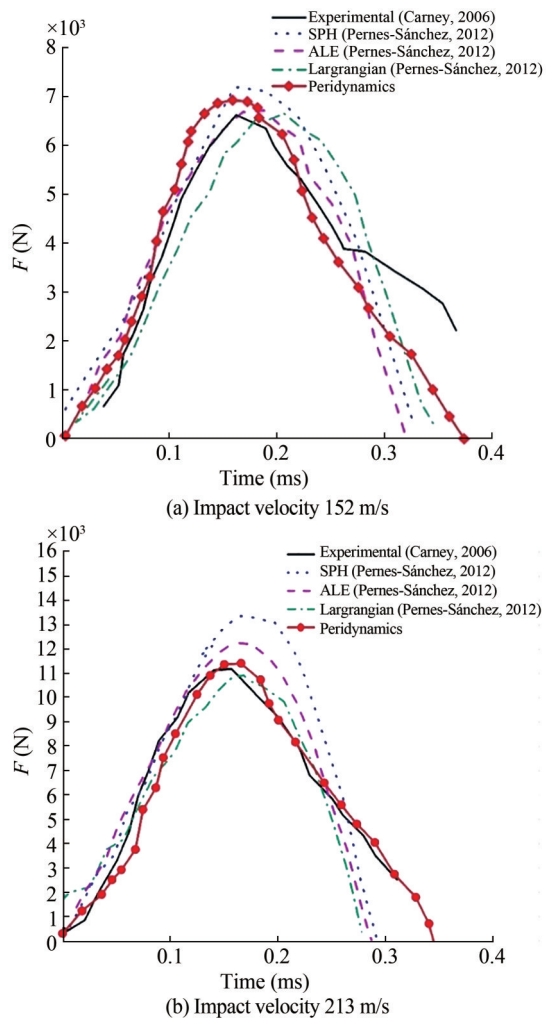 ×10³
8
7
6
5
4
3
2
1
0
F (N)
Experimental (Carney, 2006)
SPH (Pernes-Sánchez, 2012)
ALE (Pernes-Sánchez, 2012)
Largrangian (Pernes-Sánchez, 2012)
Peridynamics
0.1 0.2 0.3 0.4
Time (ms)
(a) Impact velocity 152 m/s
×10³
16
15
14
13
12
11
10
9
8
7
6
5
4
3
2
1
0
F (N)
Experimental (Carney, 2006)
SPH (Pernes-Sánchez, 2012)
ALE (Pernes-Sánchez, 2012)
Largrangian (Pernes-Sánchez, 2012)
Peridynamics
0.1 0.2 0.3 0.4
Time (ms)
(b) Impact velocity 213 m/s